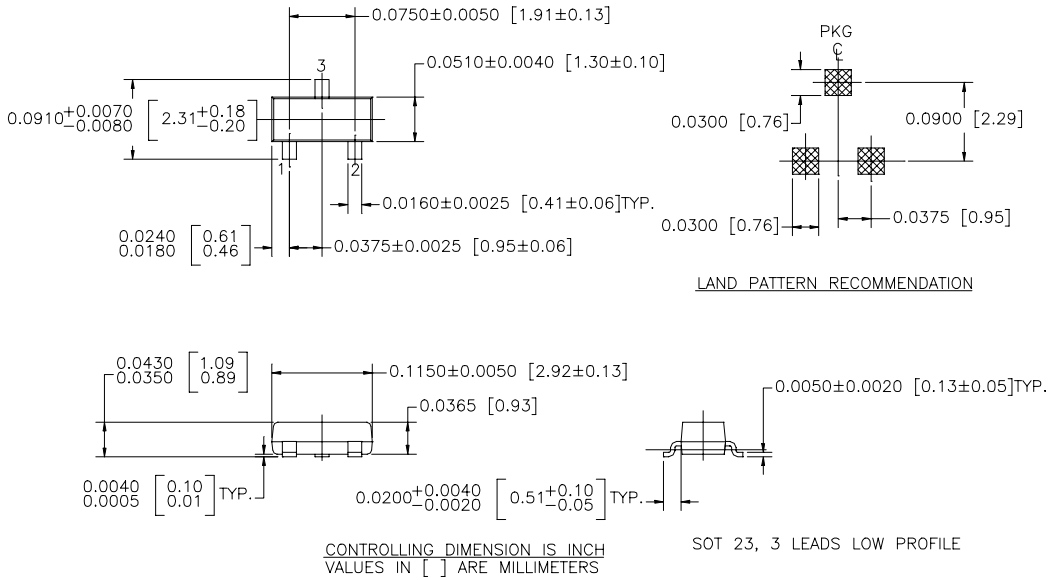 0.0750±0.0050 [1.91±0.13]
PKG
CL
3
0.0510±0.0040 [1.30±0.10]
0.0910+0.0070 -0.0080 [2.31+0.18 -0.20]
0.0300 [0.76]
0.0900 [2.29]
1
2
0.0160±0.0025 [0.41±0.06]TYP.
0.0300 [0.76]
0.0375 [0.95]
0.0240 [0.61]
0.0180 [0.46]
0.0375±0.0025 [0.95±0.06]
LAND PATTERN RECOMMENDATION
0.0430 [1.09]
0.0350 [0.89]
0.1150±0.0050 [2.92±0.13]
0.0050±0.0020 [0.13±0.05]TYP.
0.0365 [0.93]
0.0040 [0.10]
0.0005 [0.01] TYP.
0.0200+0.0040 -0.0020 [0.51+0.10 -0.05] TYP.
CONTROLLING DIMENSION IS INCH
VALUES IN [ ] ARE MILLIMETERS
SOT 23, 3 LEADS LOW PROFILE